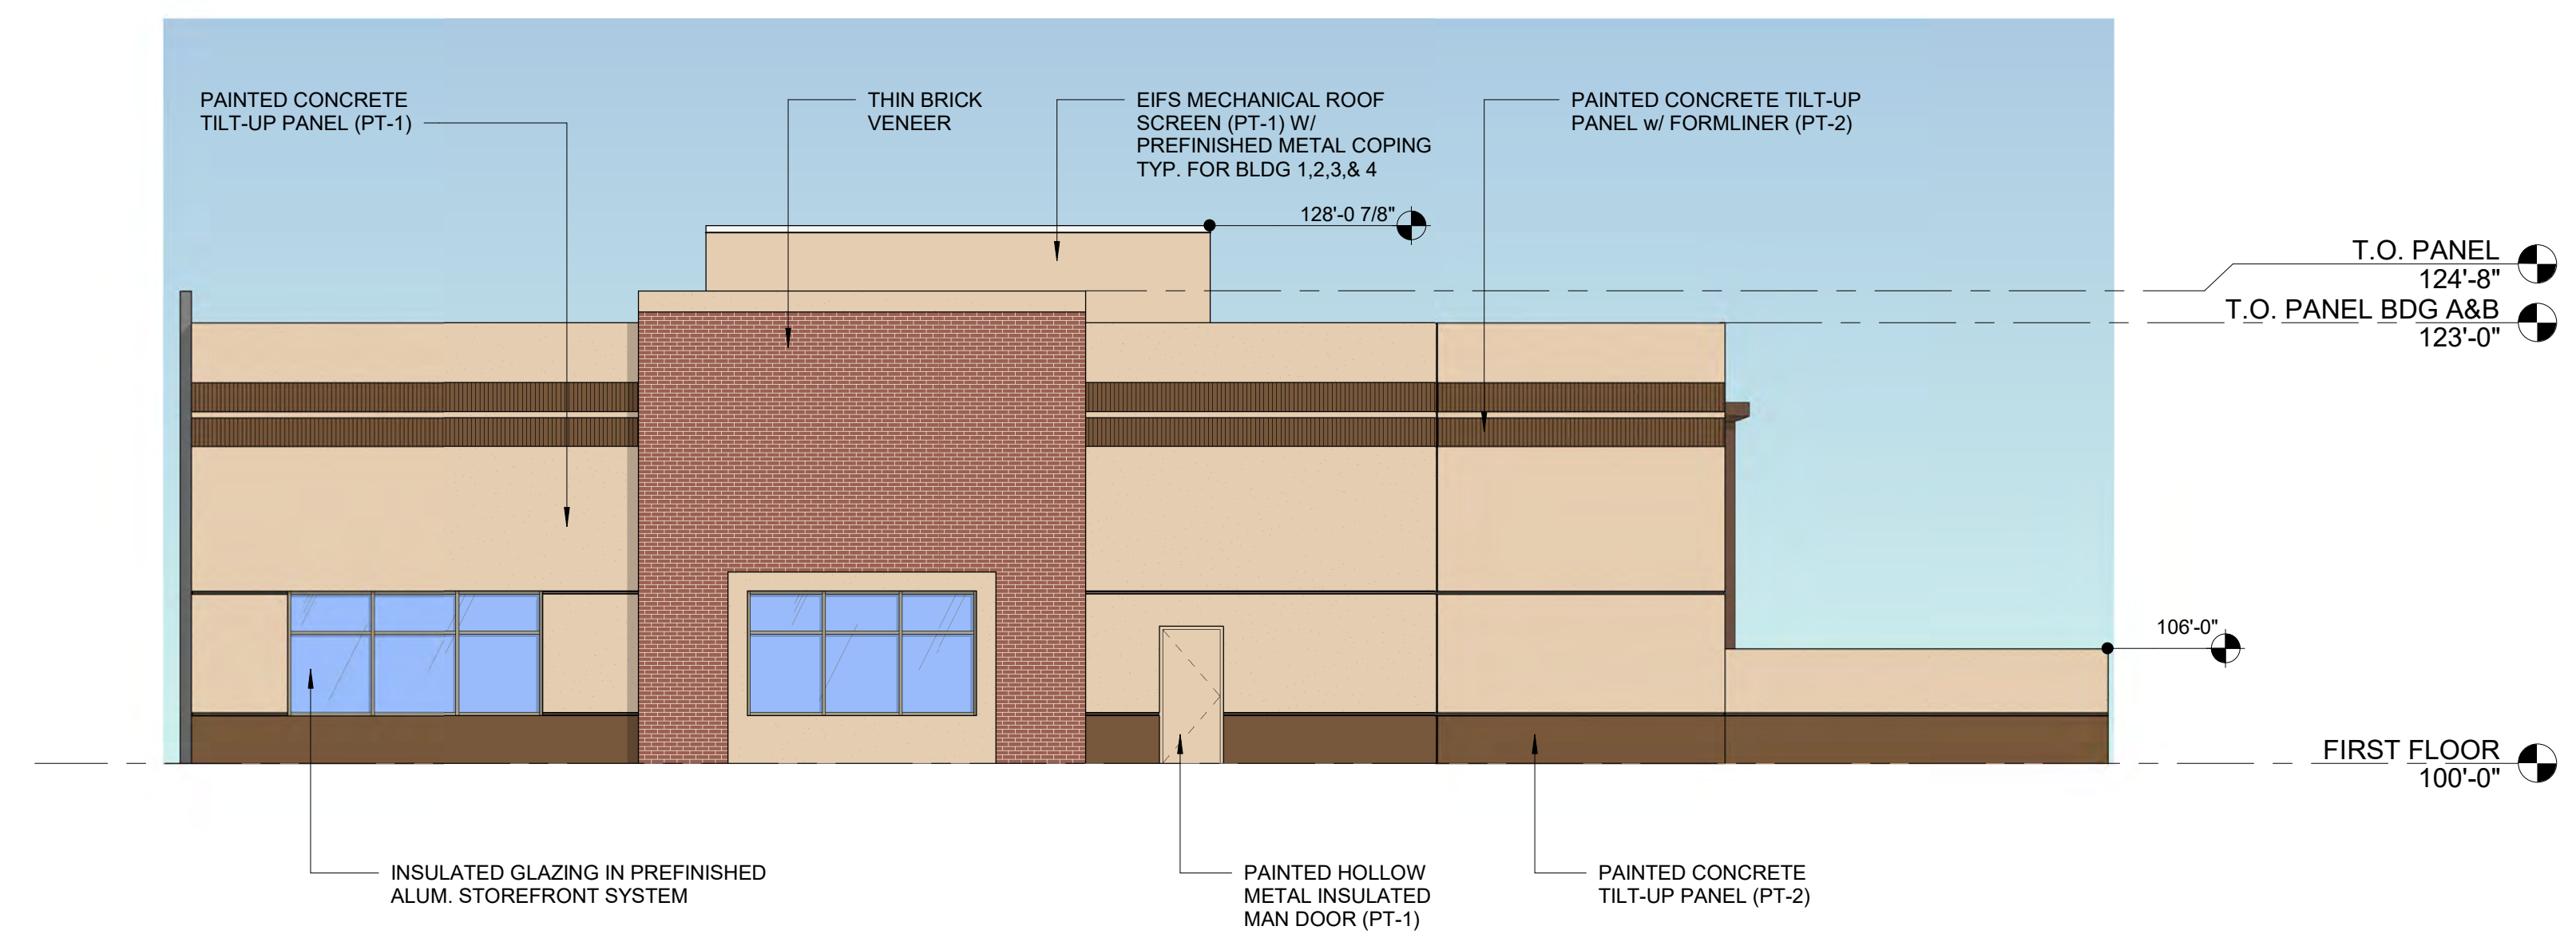 PAINTED CONCRETE
TILT-UP PANEL (PT-1)
THIN BRICK
VENEER
EIFS MECHANICAL ROOF
SCREEN (PT-1) W/
PREFINISHED METAL COPING
TYP. FOR BLDG 1,2,3,& 4
PAINTED CONCRETE TILT-UP
PANEL w/ FORMLINER (PT-2)
128'-0 7/8"
T.O. PANEL
124'-8"
T.O. PANEL BDG A&B
123'-0"
106'-0"
FIRST FLOOR
100'-0"
INSULATED GLAZING IN PREFINISHED
ALUM. STOREFRONT SYSTEM
PAINTED HOLLOW
METAL INSULATED
MAN DOOR (PT-1)
PAINTED CONCRETE
TILT-UP PANEL (PT-2)